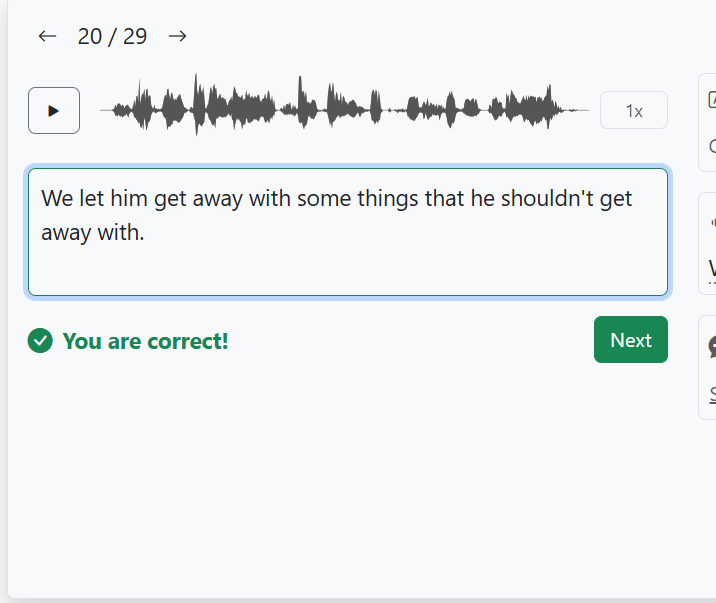 ← 20 / 29 →
1x
We let him get away with some things that he shouldn't get
away with.
You are correct!
Next